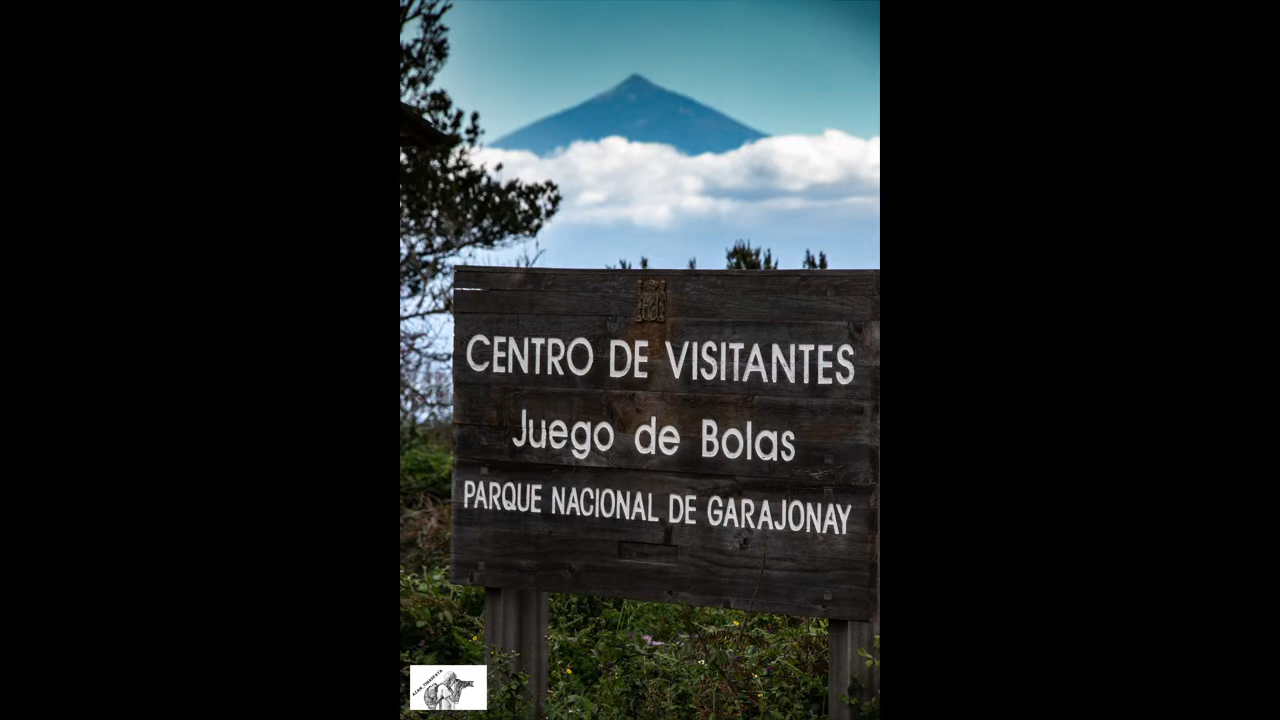 CENTRO DE VISITANTES
Juego de Bolas
PARQUE NACIONAL DE GARAJONAY